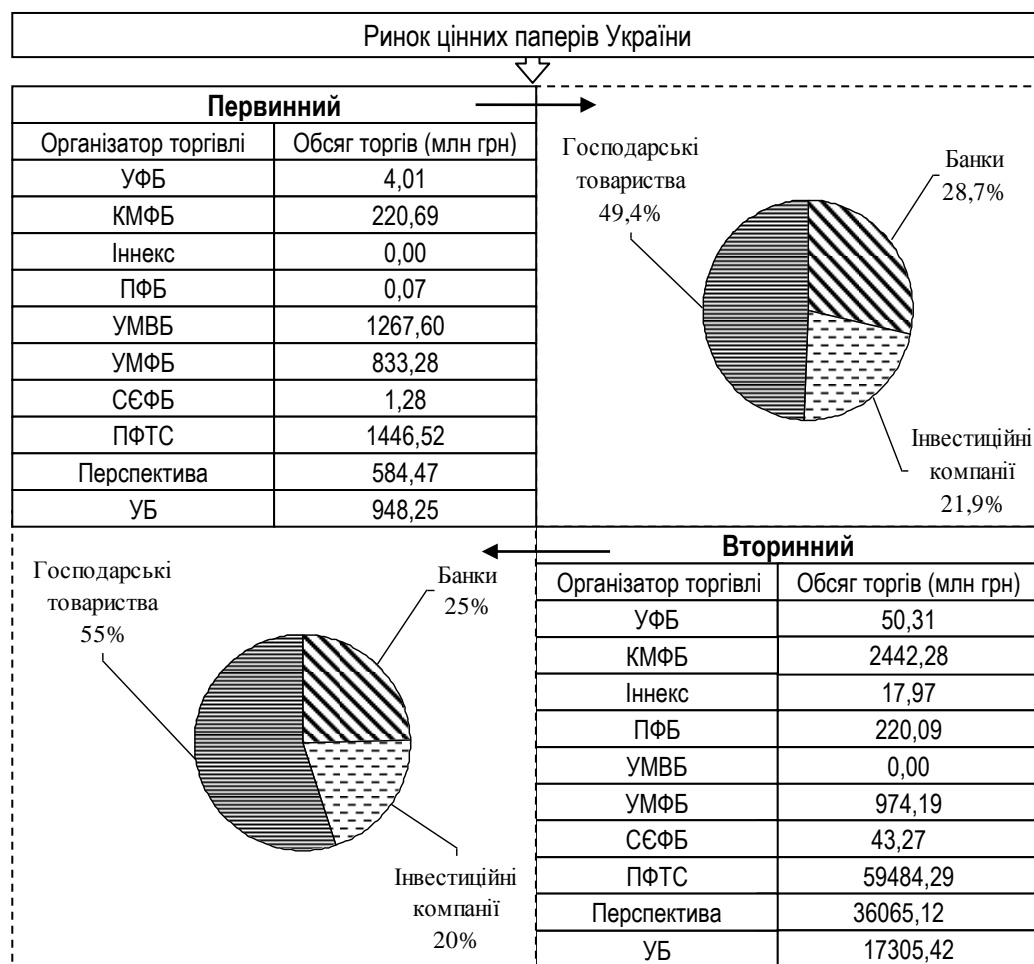 Ринок цінних паперів України
Первинний
Організатор торгівлі Обсяг торгів (млн грн)
УФБ 4,01
КМФБ 220,69
Іннекс 0,00
ПФБ 0,07
УМВБ 1267,60
УМФБ 833,28
СЄФБ 1,28
ПФТС 1446,52
Перспектива 584,47
УБ 948,25
Господарські
товариства
49,4%
Банки
28,7%
Інвестиційні
компанії
21,9%
Господарські
товариства
55%
Банки
25%
Інвестиційні
компанії
20%
Вторинний
Організатор торгівлі Обсяг торгів (млн грн)
УФБ 50,31
КМФБ 2442,28
Іннекс 17,97
ПФБ 220,09
УМВБ 0,00
УМФБ 974,19
СЄФБ 43,27
ПФТС 59484,29
Перспектива 36065,12
УБ 17305,42